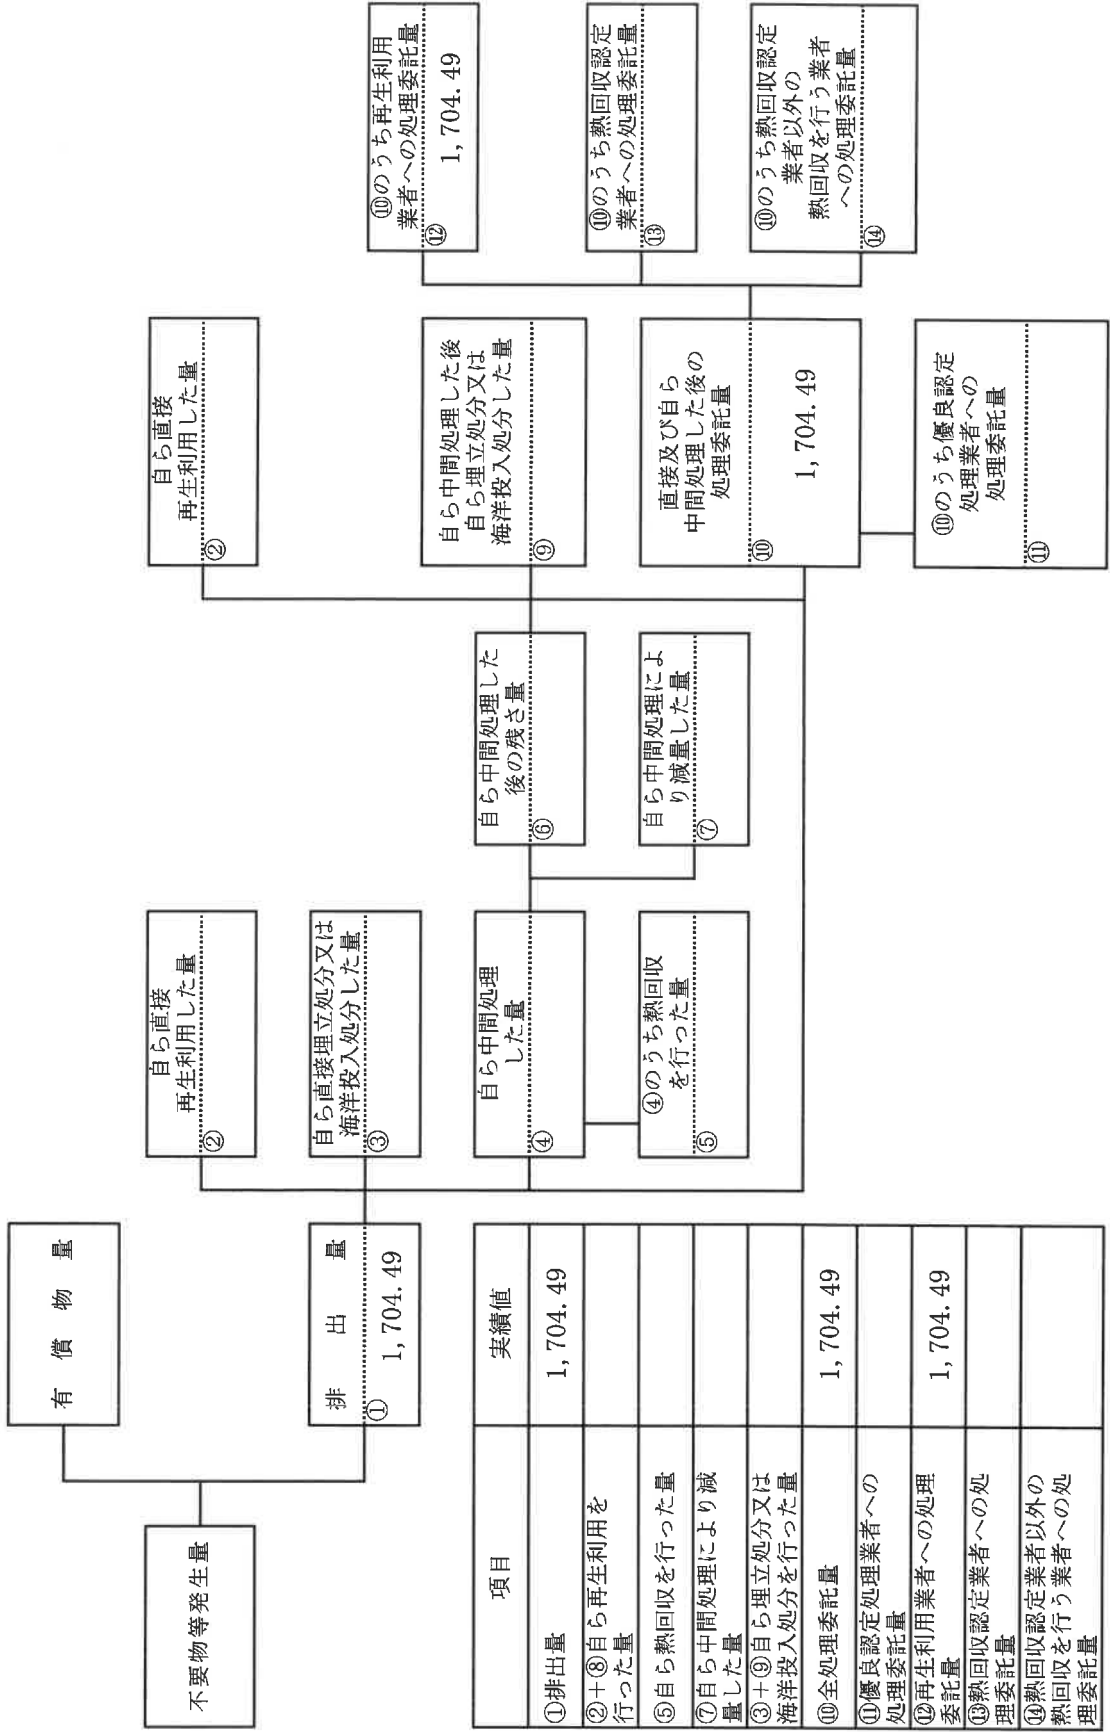 不要物等発生量
有償物量
排出量
①
1,704.49
自ら直接
再生利用した量
②
自ら直接埋立処分又は
海洋投入処分した量
③
自ら中間処理
した量
④
④のうち熱回収
を行った量
⑤
自ら中間処理した
後の残さ量
⑥
自ら中間処理によ
り減量した量
⑦
自ら直接
再生利用した量
②
自ら中間処理した後
自ら埋立処分又は
海洋投入処分した量
⑨
直接及び自ら
中間処理した後の
処理委託量
⑩
1,704.49
⑩のうち優良認定
処理業者への
処理委託量
⑪
⑩のうち再生利用
業者への処理委託量
⑫
1,704.49
⑩のうち熱回収認定
業者への処理委託量
⑬
⑩のうち熱回収認定
業者以外の
熱回収を行う業者
への処理委託量
⑭
項目 実績値
①排出量 1,704.49
②+⑧自ら再生利用を
行った量
⑤自ら熱回収を行った量
⑦自ら中間処理により減
量した量
③+⑨自ら埋立処分又は
海洋投入処分を行った量
⑩全処理委託量 1,704.49
⑪優良認定処理業者への
処理委託量
⑫再生利用業者への処理
委託量 1,704.49
⑬熱回収認定業者への処
理委託量
⑭熱回収認定業者以外の
熱回収を行う業者への処
理委託量